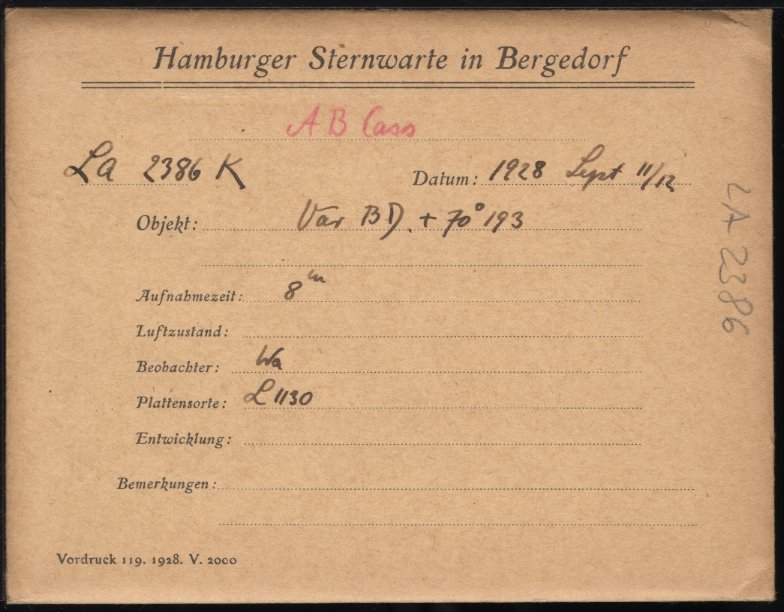 Hamburger Sternwarte in Bergedorf
AB Cass
La 2386 K Datum: 1928 Sept 11/12
Objekt: Var BD. + 70° 193
Aufnahmezeit: 8m
Luftzustand:
Beobachter: Wa
Plattensorte: L 1130
Entwicklung:
Bemerkungen:
Vordruck 119. 1928. V. 2000
LA 2386